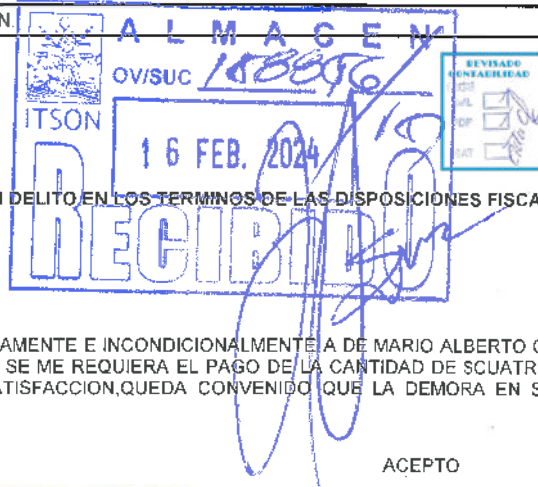 N.
ALMACEN
OV/SUC
ITSON
16 FEB. 2024
RECIBIDO
REVISADO
CONTABILIDAD
DELITO EN LOS TERMINOS DE LAS DISPOSICIONES FISCA
AMENTE E INCONDICIONALMENTE A DE MARIO ALBERTO
SE ME REQUIERA EL PAGO DE LA CANTIDAD DE $CUATR
ATISFACCION,QUEDA CONVENIDO QUE LA DEMORA EN S
ACEPTO